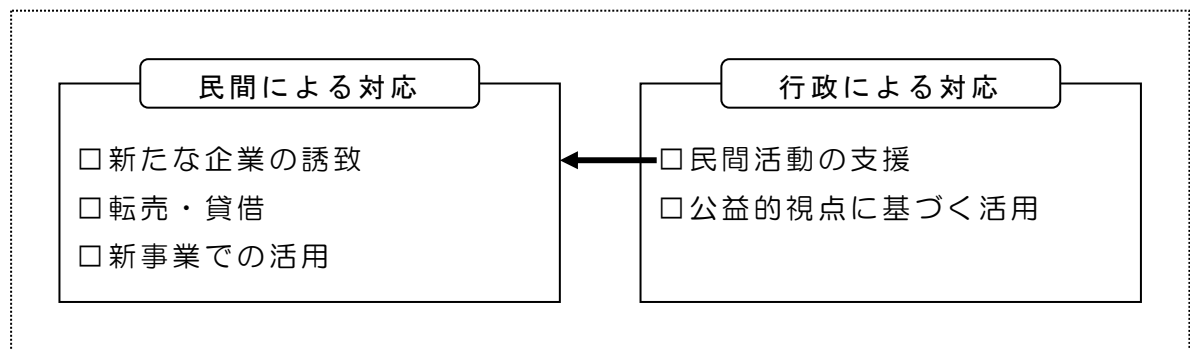 民間による対応
□新たな企業の誘致
□転売・貸借
□新事業での活用
行政による対応
□民間活動の支援
□公益的視点に基づく活用